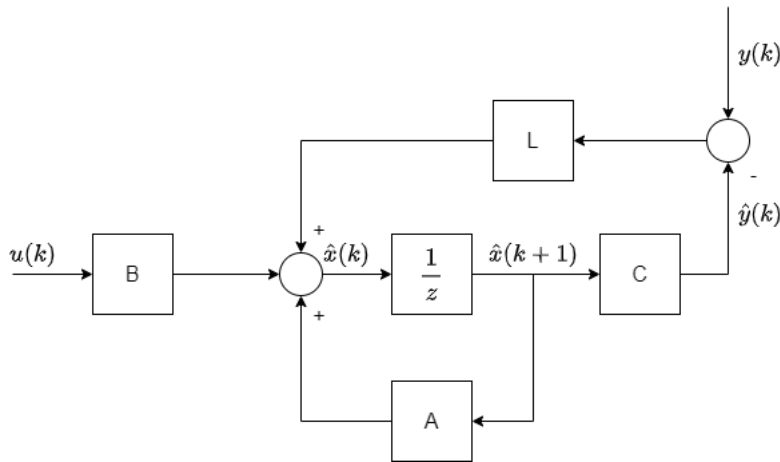 y(k)
L
-
ŷ(k)
+
u(k)
B
x̂(k)
1/z
x̂(k + 1)
C
+
A